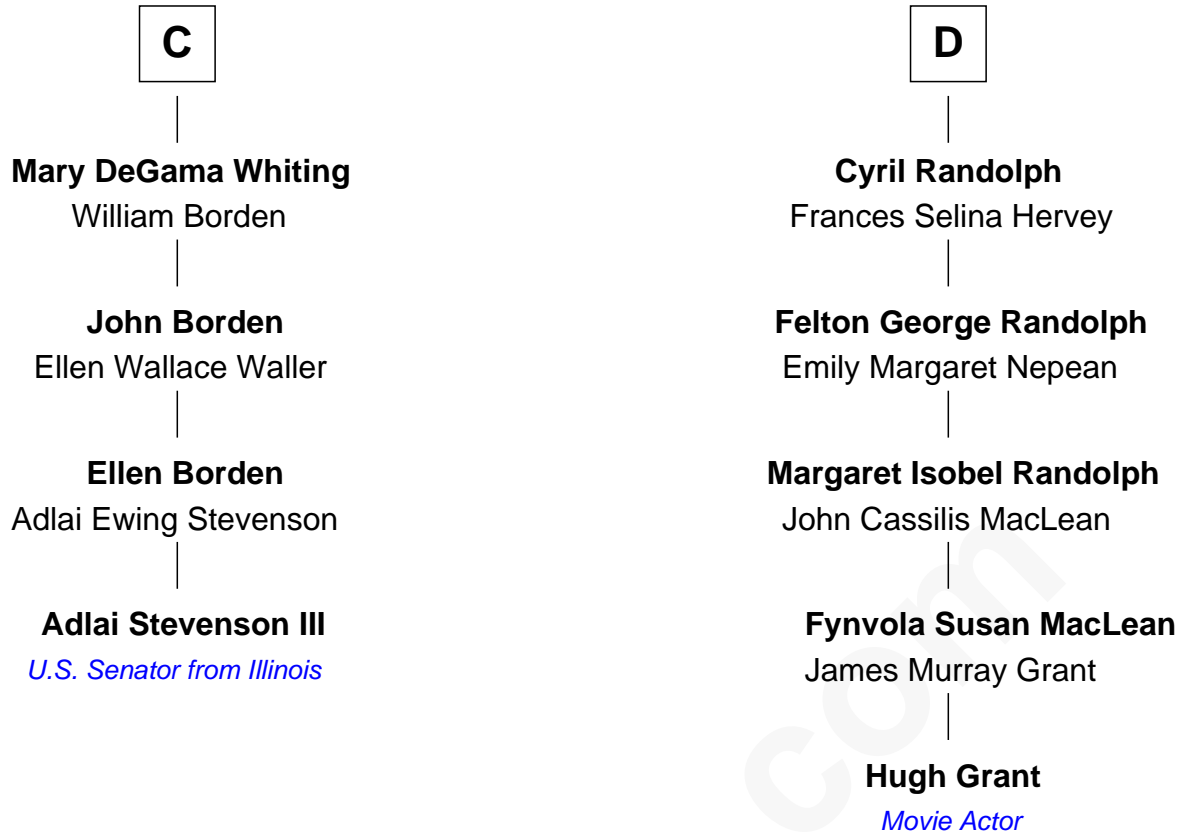 C
Mary DeGama Whiting
William Borden
John Borden
Ellen Wallace Waller
Ellen Borden
Adlai Ewing Stevenson
Adlai Stevenson III
U.S. Senator from Illinois
D
Cyril Randolph
Frances Selina Hervey
Felton George Randolph
Emily Margaret Nepean
Margaret Isobel Randolph
John Cassilis MacLean
Fynvola Susan MacLean
James Murray Grant
Hugh Grant
Movie Actor
com